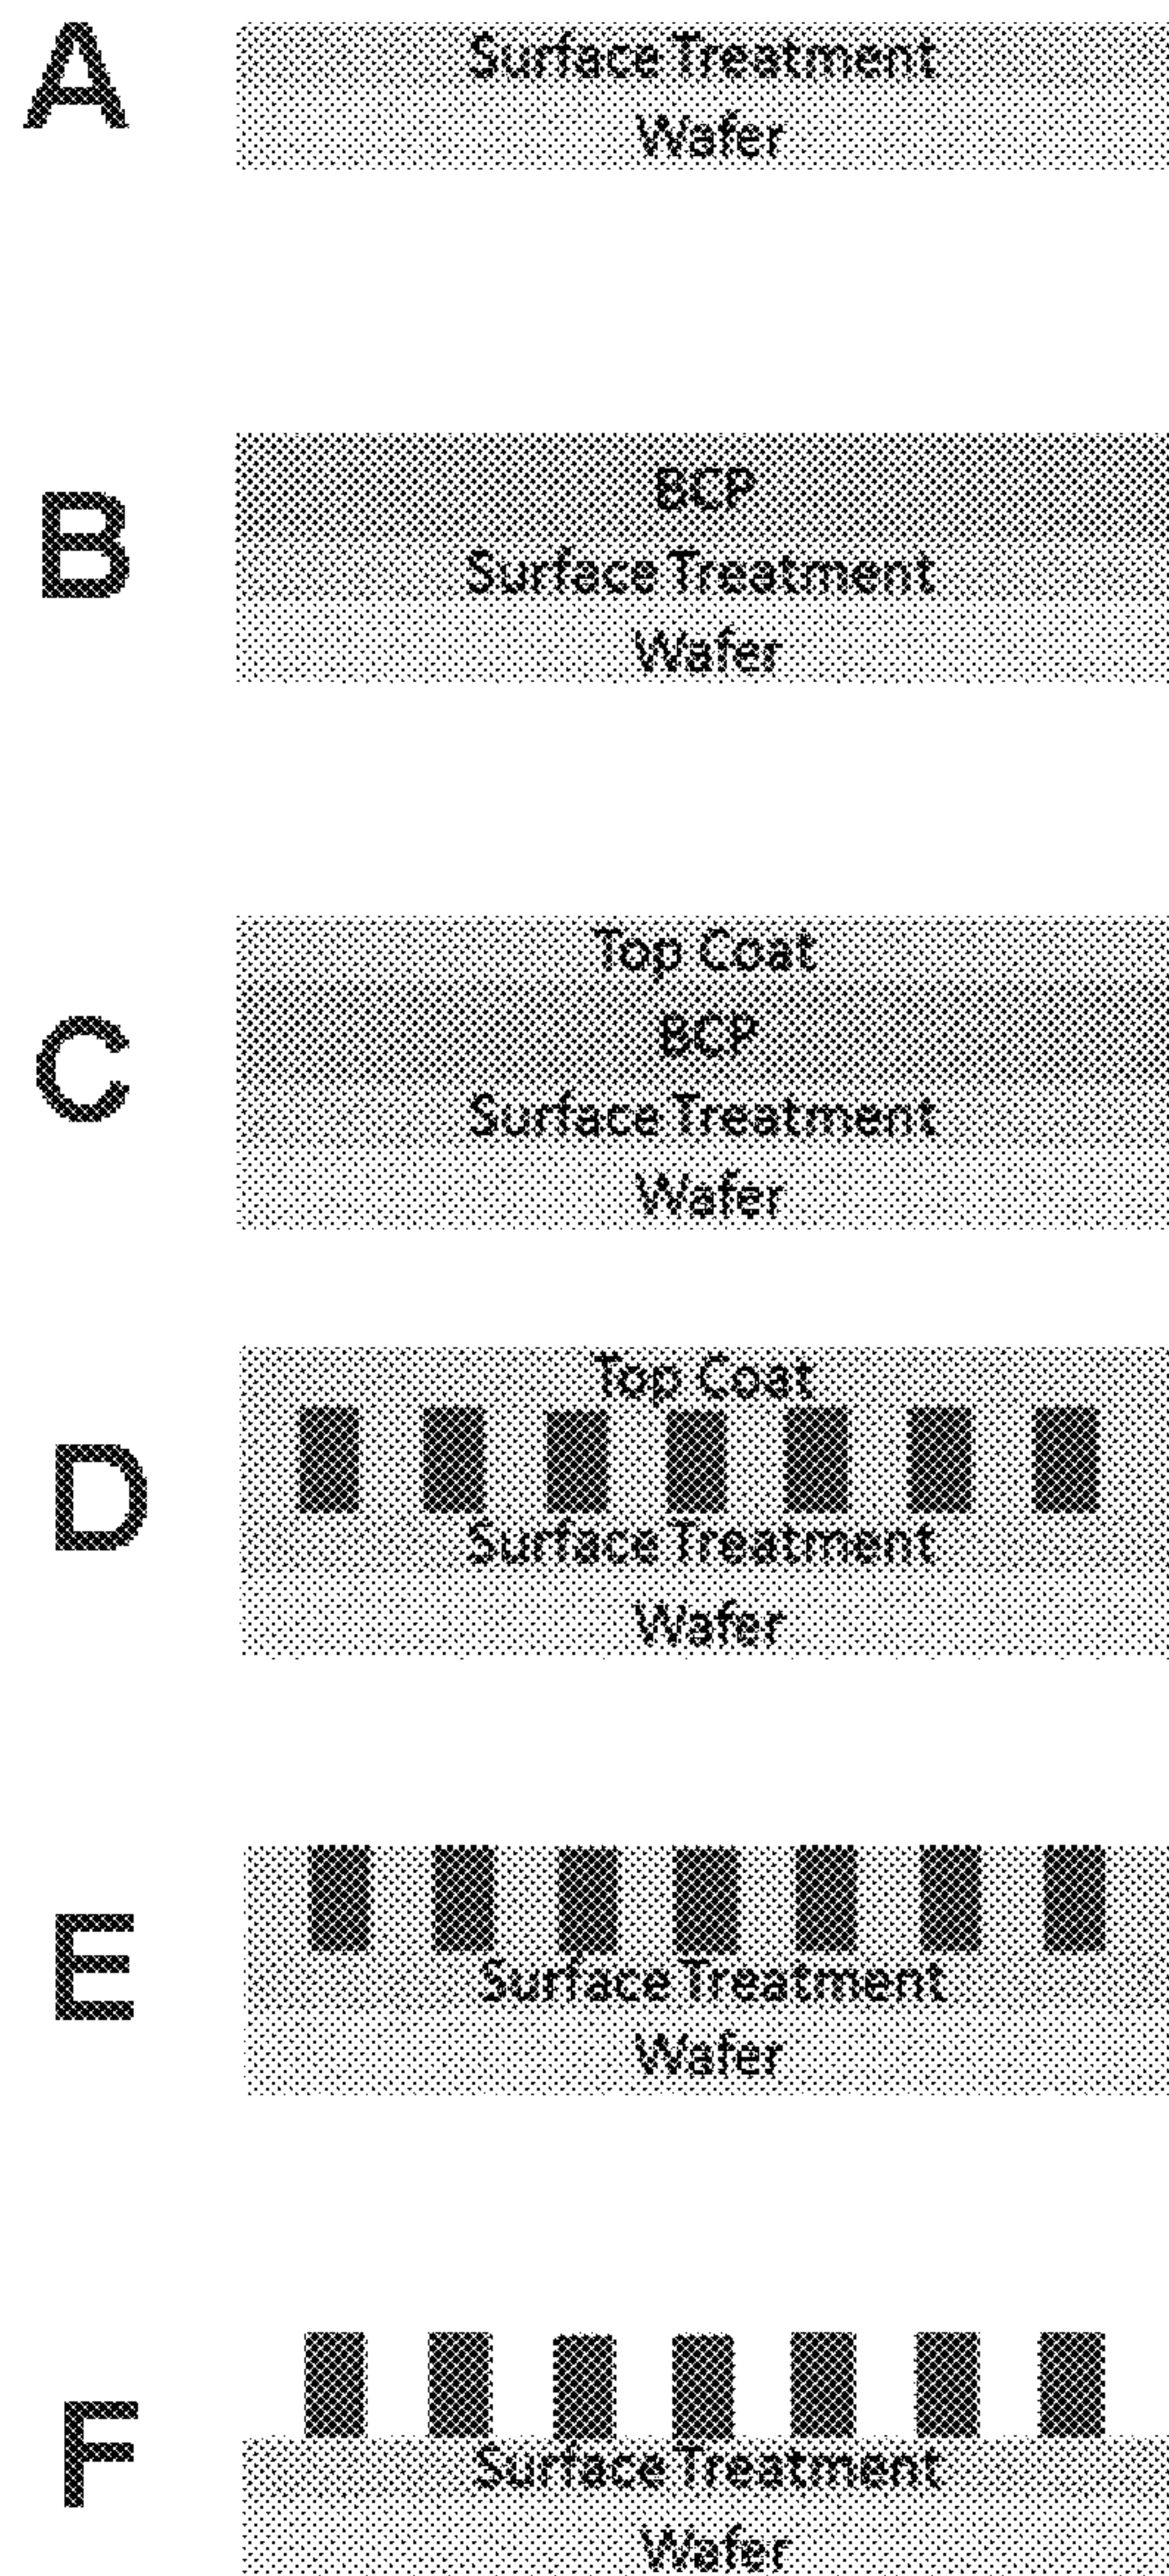 A
Surface Treatment
Wafer
B
BCP
Surface Treatment
Wafer
C
Top Coat
BCP
Surface Treatment
Wafer
D
Top Coat
Surface Treatment
Wafer
E
Surface Treatment
Wafer
F
Surface Treatment
Wafer